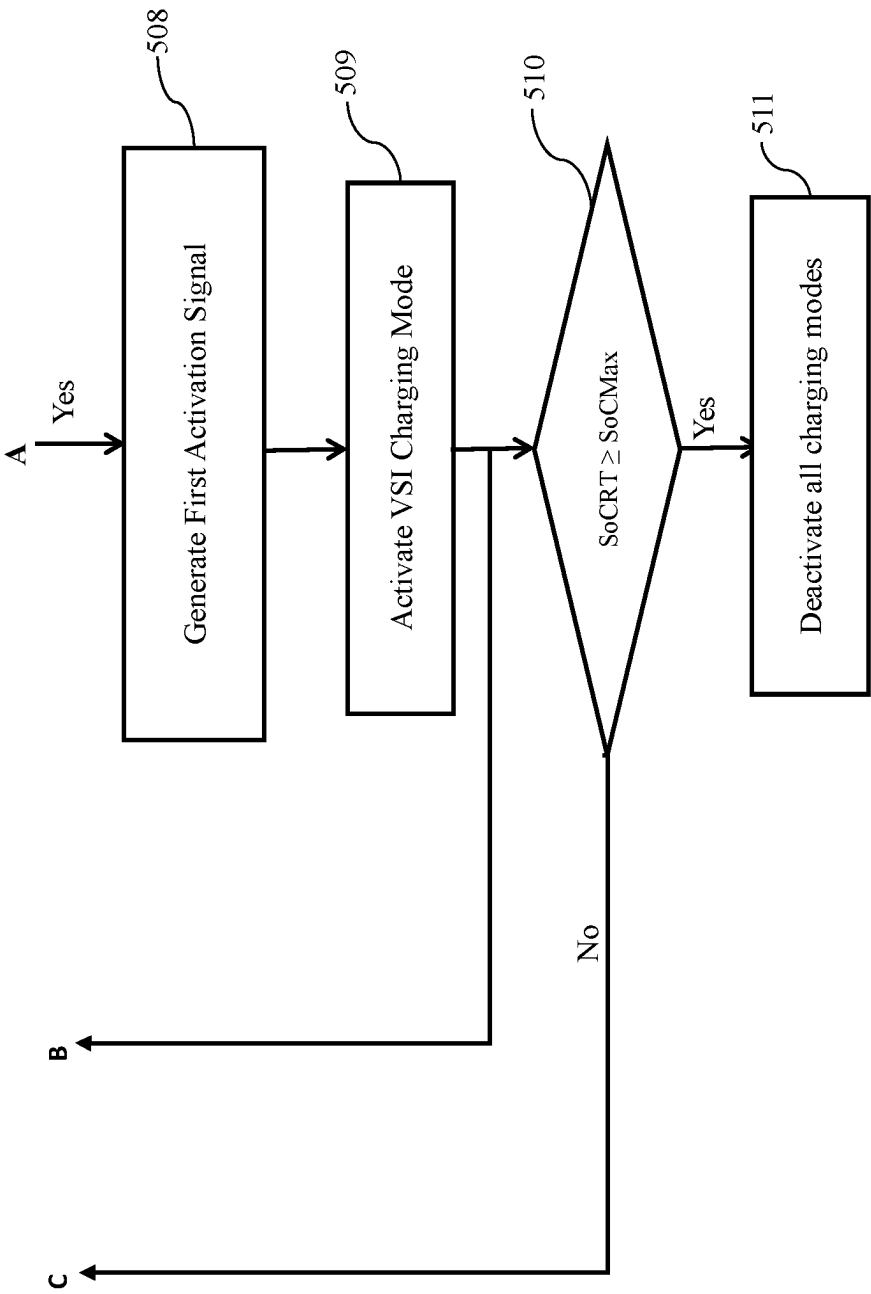 A
Yes
508
Generate First Activation Signal
509
Activate VSI Charging Mode
B
510
SoCRT ≥ SoCMax
No
C
Yes
511
Deactivate all charging modes